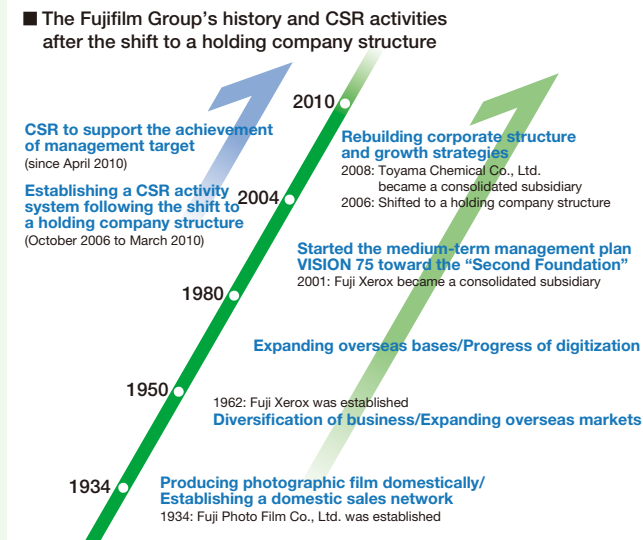 ■ The Fujifilm Group’s history and CSR activities
after the shift to a holding company structure
2010
CSR to support the achievement
of management target
(since April 2010)
Rebuilding corporate structure
and growth strategies
2008: Toyama Chemical Co., Ltd.
became a consolidated subsidiary
2006: Shifted to a holding company structure
Establishing a CSR activity
system following the shift to
a holding company structure
(October 2006 to March 2010)
2004
Started the medium-term management plan
VISION 75 toward the “Second Foundation”
2001: Fuji Xerox became a consolidated subsidiary
1980
Expanding overseas bases/Progress of digitization
1950
1962: Fuji Xerox was established
Diversification of business/Expanding overseas markets
1934
Producing photographic film domestically/
Establishing a domestic sales network
1934: Fuji Photo Film Co., Ltd. was established